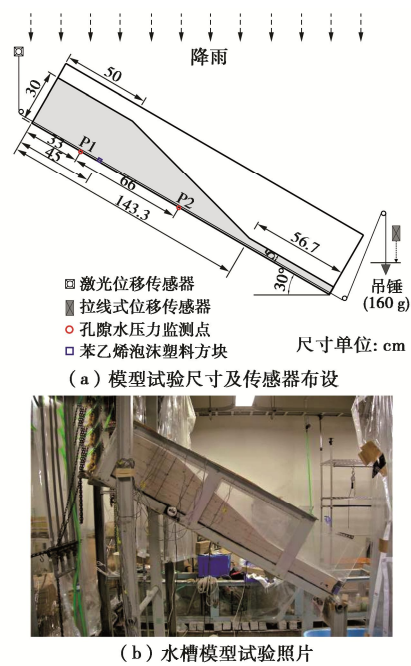 降雨
50
30
33
P1
45
66
P2
143.3
56.7
5
30°
吊锤
(160 g)
激光位移传感器
拉线式位移传感器
孔隙水压力监测点
苯乙烯泡沫塑料方块
尺寸单位: cm
(a) 模型试验尺寸及传感器布设
(b) 水槽模型试验照片